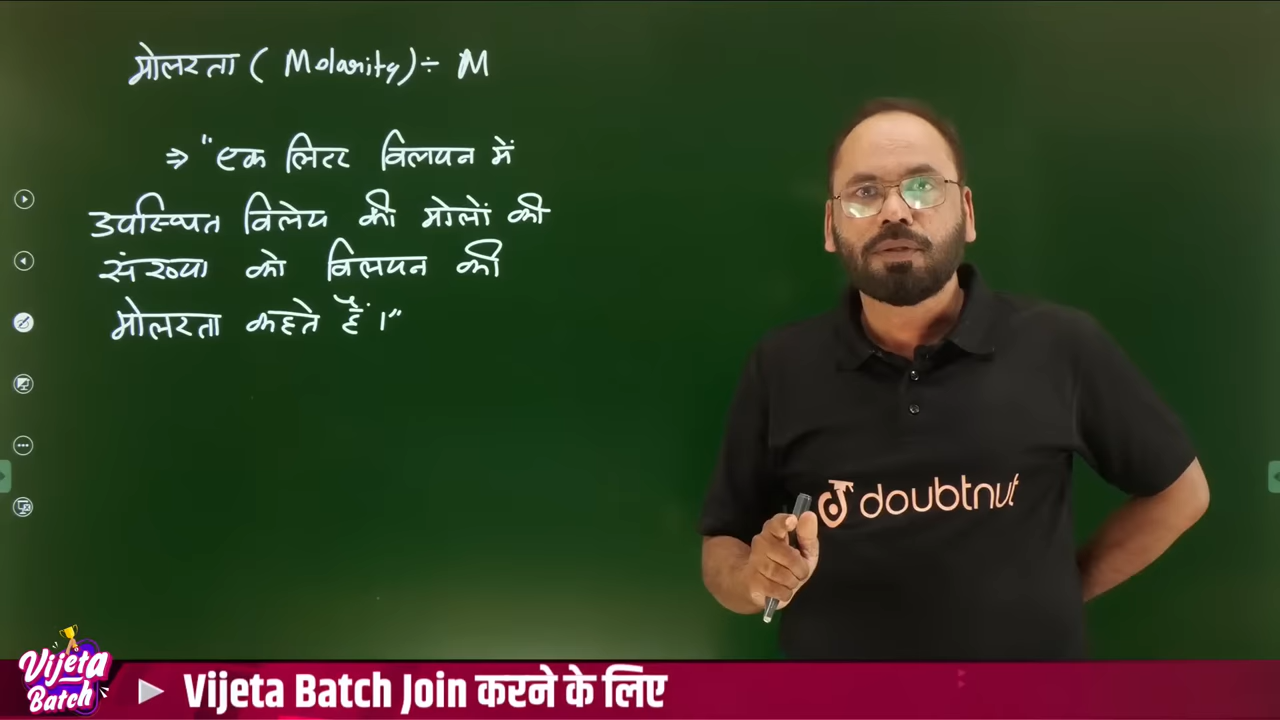 मोलरता ( Molarity) ÷ M
⇒ "एक लिटर विलयन में
उपस्थित विलेय की मोलों की
संख्या को विलयन की
मोलरता कहते हैं।"
doubtnut
Vijeta
Batch
Vijeta Batch Join करने के लिए